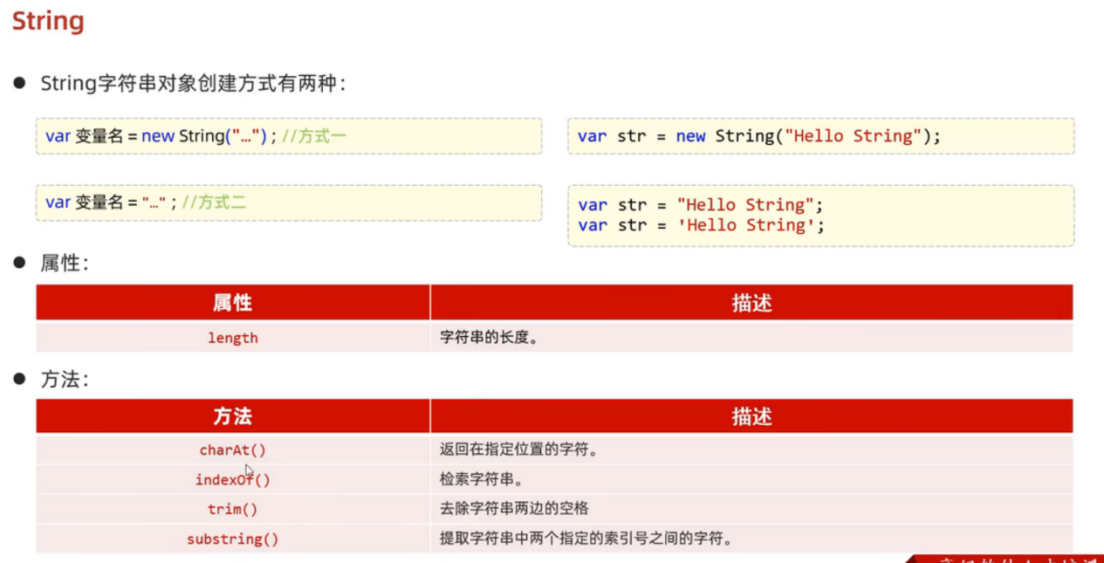 String
● String字符串对象创建方式有两种：
var 变量名 = new String("…") ; //方式一
var str = new String("Hello String");
var 变量名 = "…" ; //方式二
var str = "Hello String";
var str = 'Hello String';
● 属性：
属性 描述
length 字符串的长度。
● 方法：
方法 描述
charAt() 返回在指定位置的字符。
indexOf() 检索字符串。
trim() 去除字符串两边的空格
substring() 提取字符串中两个指定的索引号之间的字符。